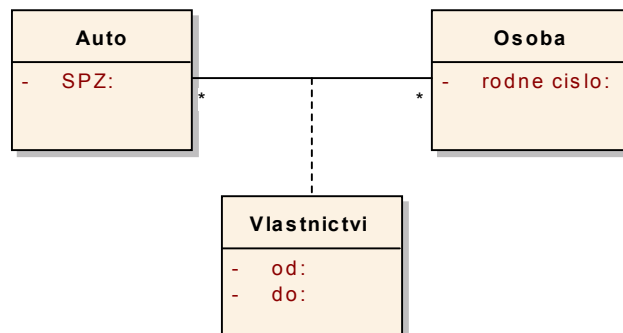 Auto
- SPZ:
*
Osoba
- rodne cislo:
*
Vlastnictvi
- od:
- do: